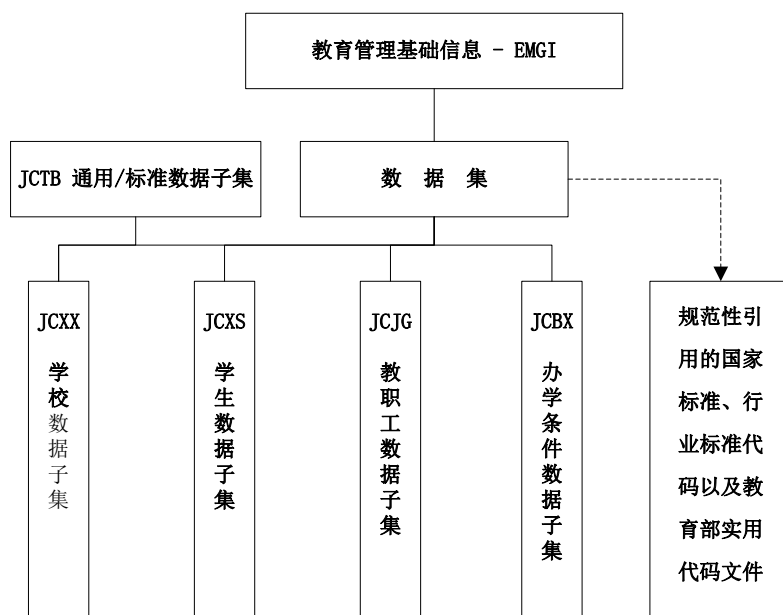 教育管理基础信息 - EMGI
JCTB 通用/标准数据子集
数 据 集
JCXX
学校数据子集
JCXS
学生数据子集
JCJG
教职工数据子集
JCBX
办学条件数据子集
规范性引
用的国家
标准、行
业标准代
码以及教
育部实用
代码文件